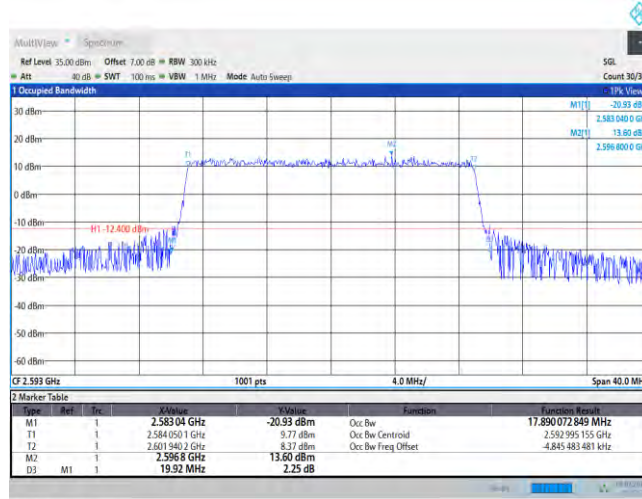 MultiView Spectrum
Ref Level 35.00 dBm Offset 7.00 dB RBW 300 kHz SGL
Att 40 dB SWT 100 ms VBW 1 MHz Mode Auto Sweep Count 30/3
1 Occupied Bandwidth 1Pk View
M1[1] -20.93 dB
2.583 040 0 GH
M2[1] 13.60 dB
2.596 800 0 GH
30 dBm
20 dBm
T1 M2 T2
10 dBm
0 dBm
-10 dBm
H1 -12.400 dBm
-20 dBm
-30 dBm
-40 dBm
-50 dBm
-60 dBm
CF 2.593 GHz 1001 pts 4.0 MHz/ Span 40.0 MH
2 Marker Table
Type Ref Trc X-Value Y-Value Function Function Result
M1 1 2.583 04 GHz -20.93 dBm Occ Bw 17.890 072 849 MHz
T1 1 2.584 050 1 GHz 9.77 dBm Occ Bw Centroid 2.592 995 155 GHz
T2 1 2.601 940 2 GHz 8.37 dBm Occ Bw Freq Offset -4.845 483 481 kHz
M2 1 2.596 8 GHz 13.60 dBm
D3 M1 1 19.92 MHz 2.25 dB